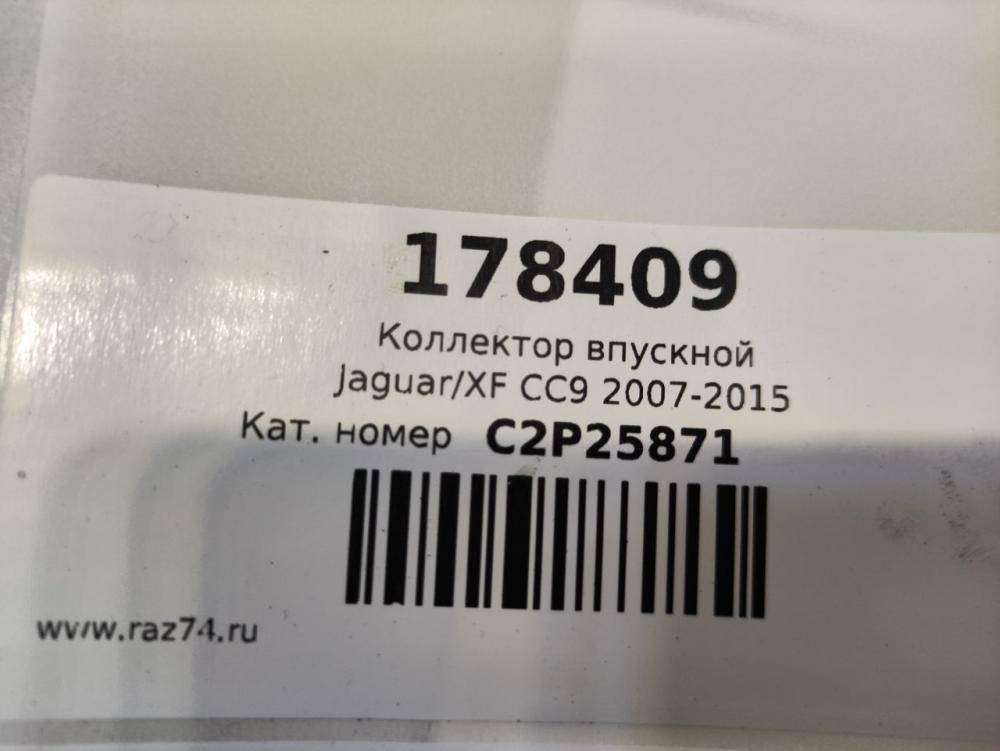 178409
Коллектор впускной
Jaguar/XF CC9 2007-2015
Кат. номер C2P25871
www.raz74.ru